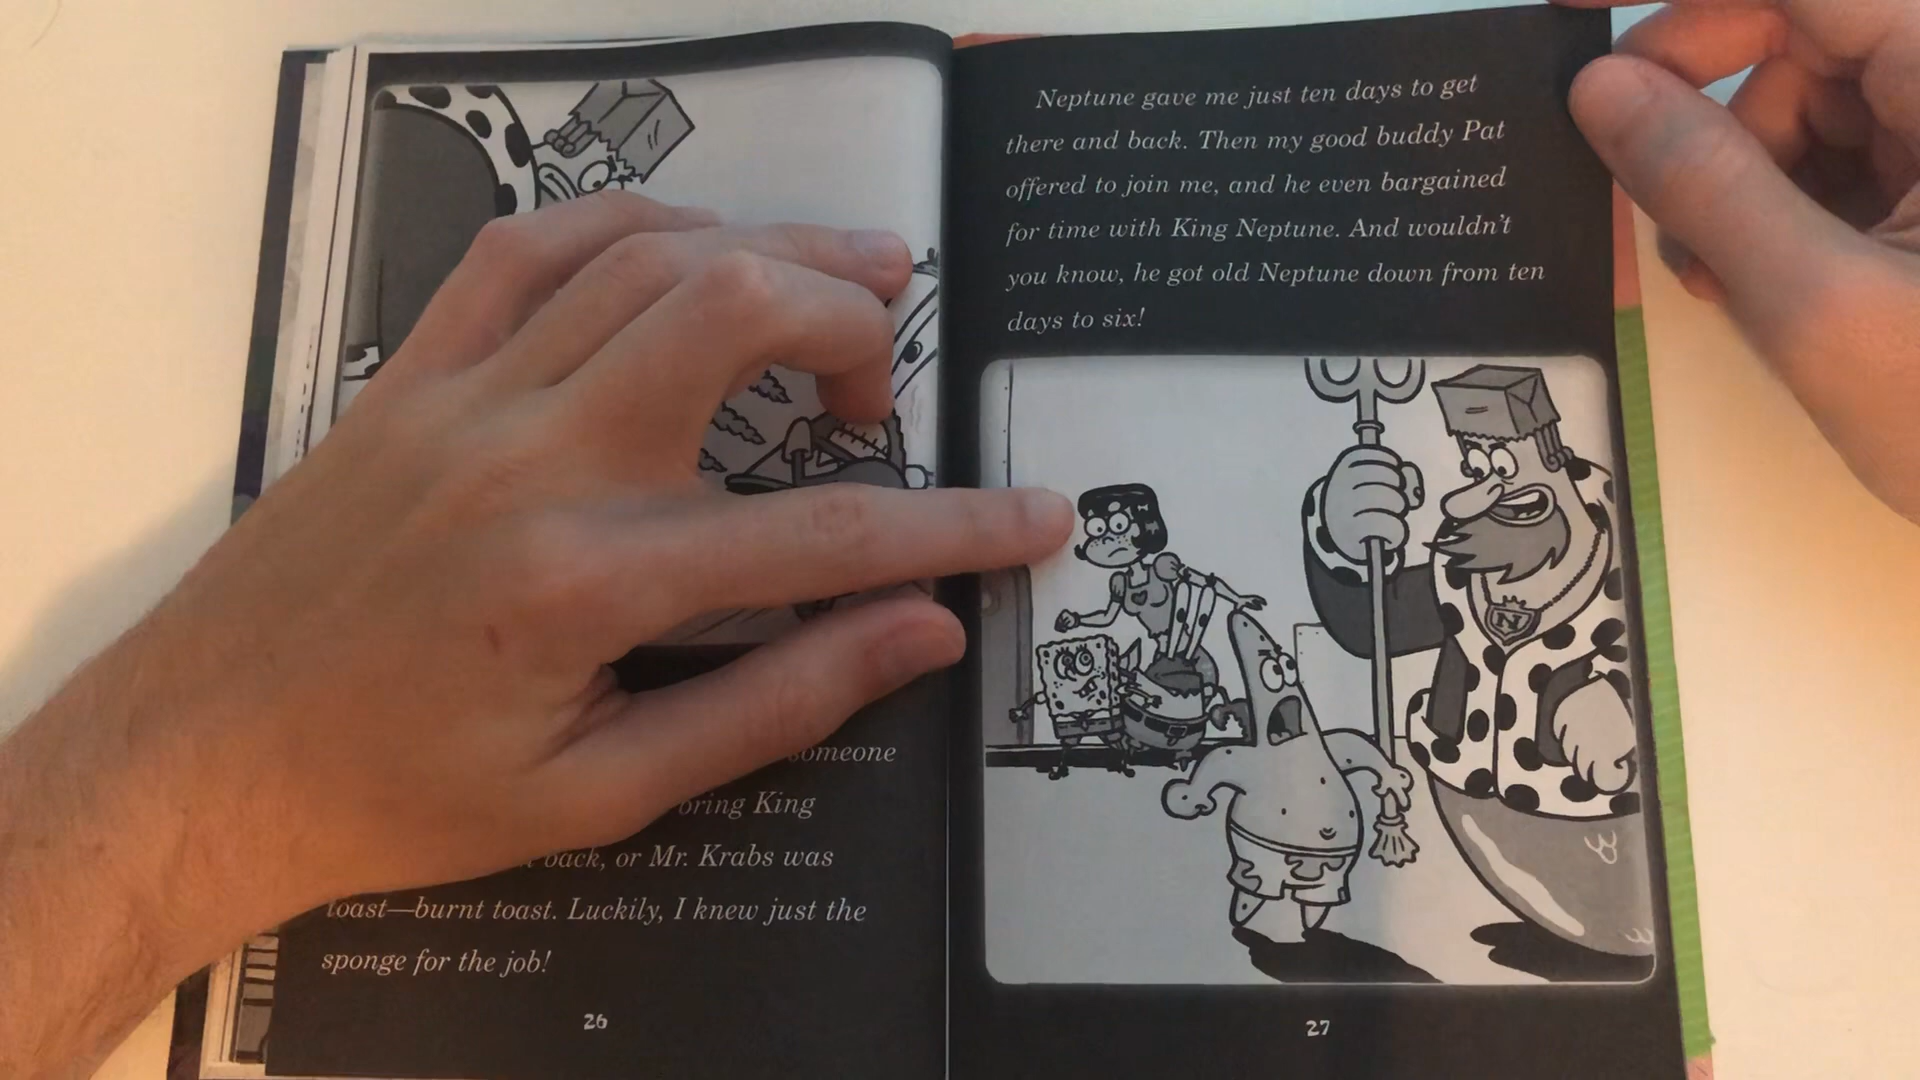 someone
bring King
back, or Mr. Krabs was
toast—burnt toast. Luckily, I knew just the
sponge for the job!
26
Neptune gave me just ten days to get
there and back. Then my good buddy Pat
offered to join me, and he even bargained
for time with King Neptune. And wouldn't
you know, he got old Neptune down from ten
days to six!
N
27